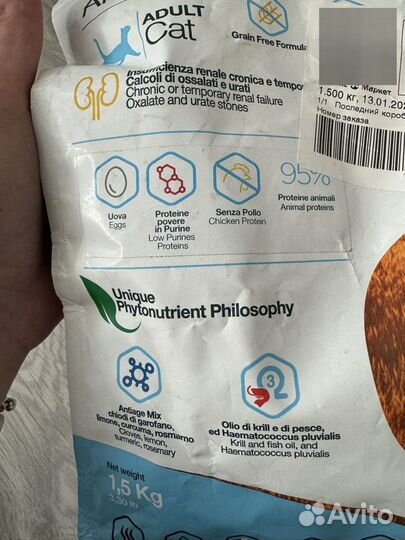 ADULT
Cat
Grain Free Formula
Маркет
1.500 кг, 13.01.20
1/1 Последний короб
Номер заказа
Insufficienza renale cronica e tempo
Calcoli di ossalati e urati
Chronic or temporary renal failure
Oxalate and urate stones
Uova
Eggs
Proteine
povere
in Purine
Low Purines
Proteins
Senza Pollo
Chicken Protein
95%
Proteine animali
Animal proteins
Unique
Phytonutrient Philosophy
Antiage Mix
chiodi di garofano,
limone, curcuma, rosmarino
Cloves, lemon,
turmeric, rosemary
3
Olio di krill e di pesce,
ed Haematococcus pluvialis
Krill and fish oil, and
Haematococcus pluvialis
Net weight
1,5 Kg
3.30 lb
Avito